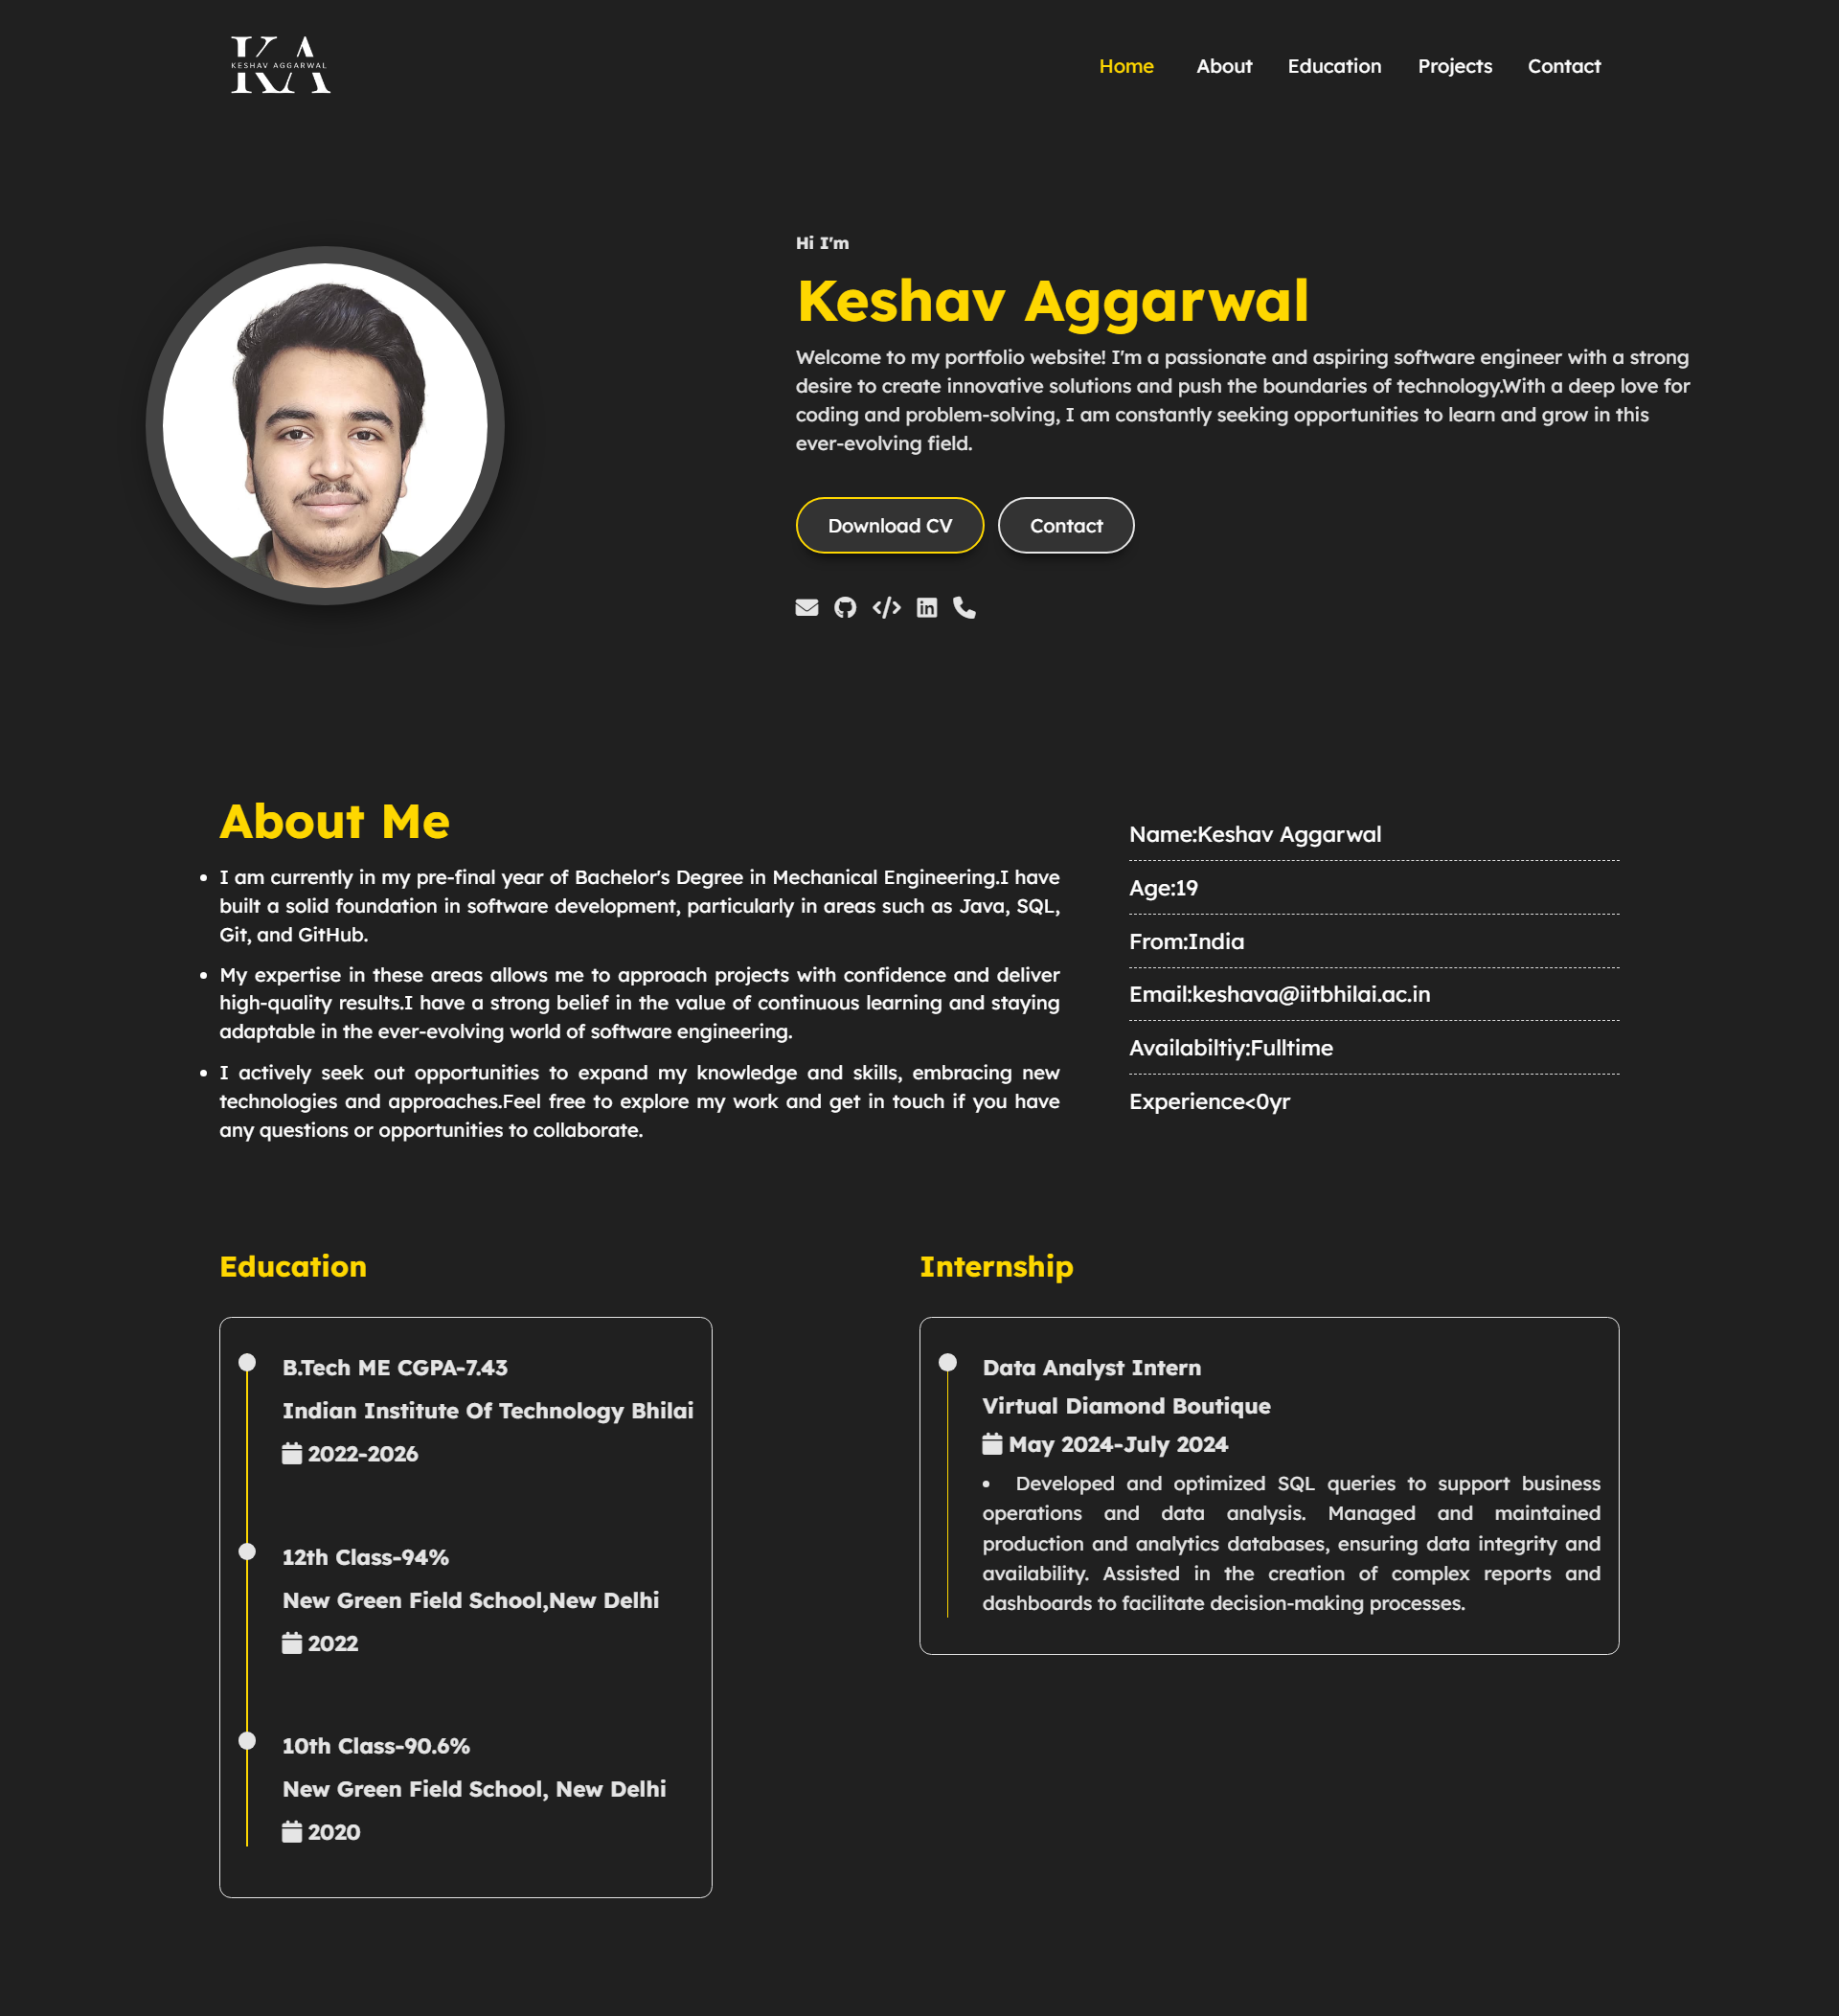 KA
KESHAV AGGARWAL
Home About Education Projects Contact
Hi I'm
Keshav Aggarwal
Welcome to my portfolio website! I'm a passionate and aspiring software engineer with a strong
desire to create innovative solutions and push the boundaries of technology.With a deep love for
coding and problem-solving, I am constantly seeking opportunities to learn and grow in this
ever-evolving field.
Download CV Contact
About Me
I am currently in my pre-final year of Bachelor's Degree in Mechanical Engineering.I have
built a solid foundation in software development, particularly in areas such as Java, SQL,
Git, and GitHub.
My expertise in these areas allows me to approach projects with confidence and deliver
high-quality results.I have a strong belief in the value of continuous learning and staying
adaptable in the ever-evolving world of software engineering.
I actively seek out opportunities to expand my knowledge and skills, embracing new
technologies and approaches.Feel free to explore my work and get in touch if you have
any questions or opportunities to collaborate.
Name:Keshav Aggarwal
Age:19
From:India
Email:keshava@iitbhilai.ac.in
Availabiltiy:Fulltime
Experience<0yr
Education
B.Tech ME CGPA-7.43
Indian Institute Of Technology Bhilai
2022-2026
12th Class-94%
New Green Field School,New Delhi
2022
10th Class-90.6%
New Green Field School, New Delhi
2020
Internship
Data Analyst Intern
Virtual Diamond Boutique
May 2024-July 2024
Developed and optimized SQL queries to support business
operations and data analysis. Managed and maintained
production and analytics databases, ensuring data integrity and
availability. Assisted in the creation of complex reports and
dashboards to facilitate decision-making processes.